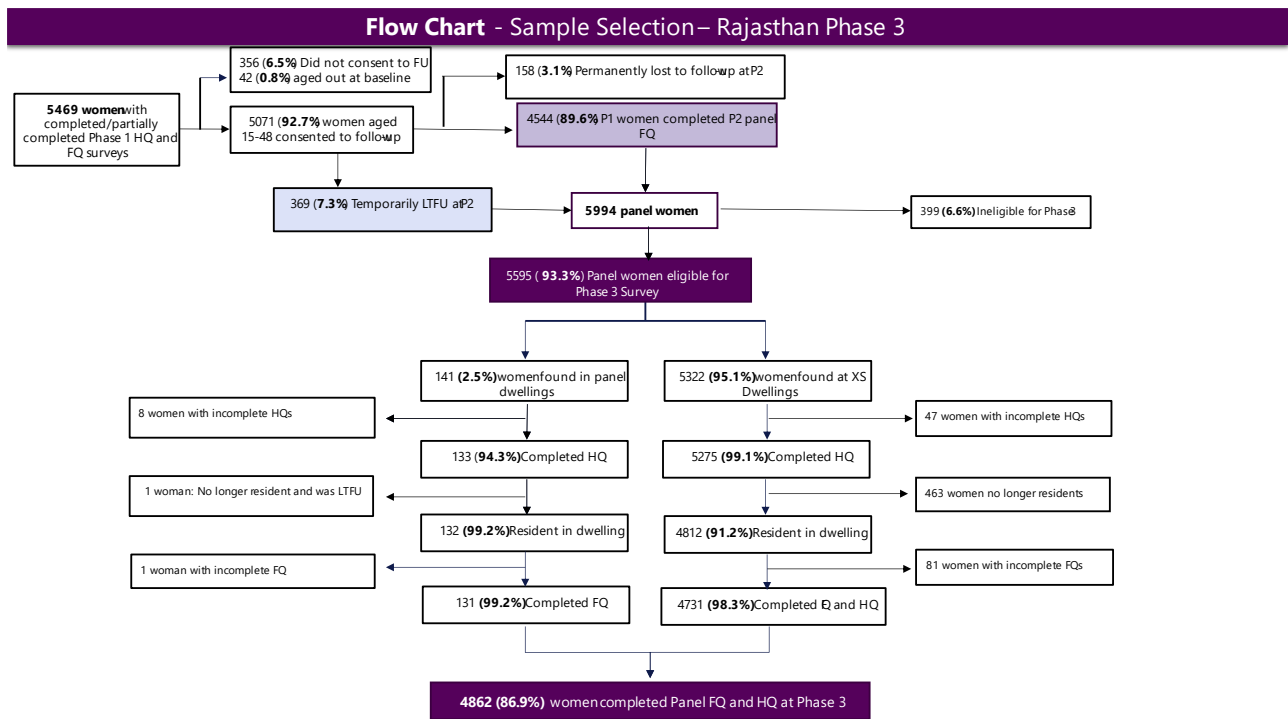 Flow Chart - Sample Selection– Rajasthan Phase 3
356 (6.5%) Did not consent to FU
42 (0.8%) aged out at baseline
158 (3.1%) Permanently lost to follow-up at P2
5469 women with
completed/partially
completed Phase 1 HQ and
FQ surveys
5071 (92.7%) women aged
15-48 consented to follow-up
4544 (89.6%) P1 women completed P2 panel
FQ
369 (7.3%) Temporarily LTFU at P2
5994 panel women
399 (6.6%) Ineligible for Phase 3
5595 ( 93.3%) Panel women eligible for
Phase 3 Survey
141 (2.5%) women found in panel
dwellings
5322 (95.1%) women found at XS
Dwellings
8 women with incomplete HQs
47 women with incomplete HQs
133 (94.3%) Completed HQ
5275 (99.1%) Completed HQ
1 woman: No longer resident and was LTFU
463 women no longer residents
132 (99.2%) Resident in dwelling
4812 (91.2%) Resident in dwelling
1 woman with incomplete FQ
81 women with incomplete FQs
131 (99.2%) Completed FQ
4731 (98.3%) Completed FQ and HQ
4862 (86.9%) women completed Panel FQ and HQ at Phase 3